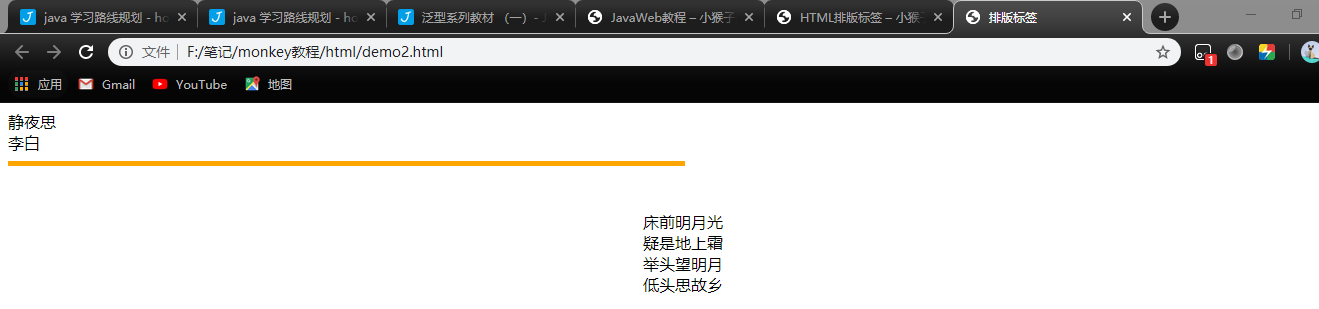 java 学习路线规划 - ho
java 学习路线规划 - ho
泛型系列教材 （一）- J
JavaWeb教程 – 小猴子
HTML排版标签 – 小猴子
排版标签
文件
F:/笔记/monkey教程/html/demo2.html
1
应用
Gmail
YouTube
地图
静夜思
李白
床前明月光
疑是地上霜
举头望明月
低头思故乡